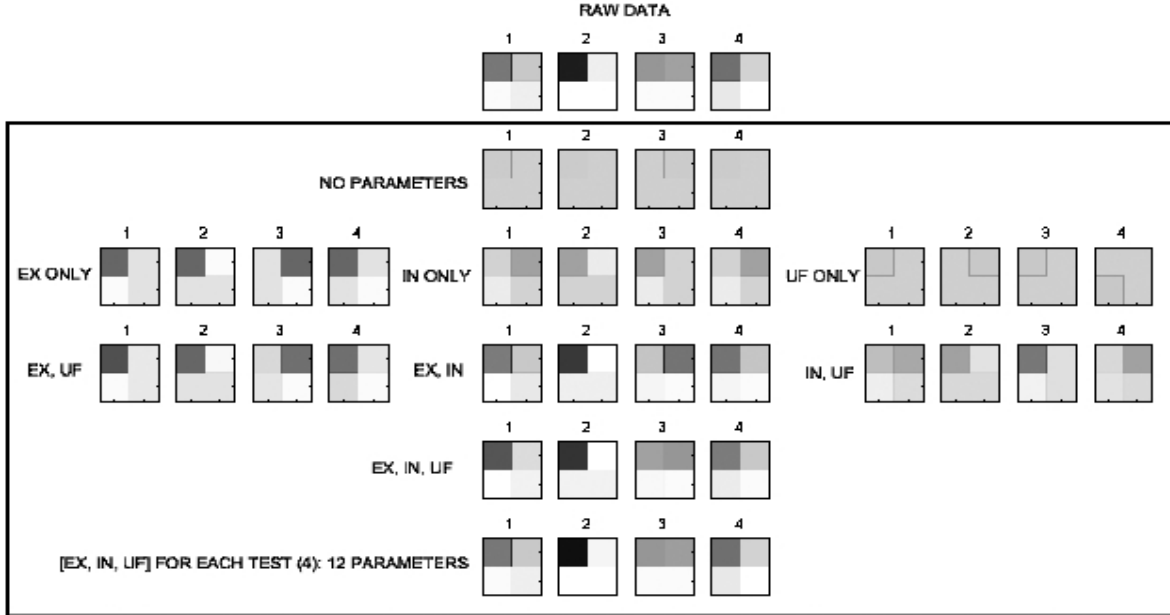 RAW DATA
1 2 3 4
1 2 3 4
NO PARAMETERS
1 2 3 4 1 2 3 4 1 2 3 4
EX ONLY IN ONLY UF ONLY
1 2 3 4 1 2 3 4 1 2 3 4
EX, UF EX, IN IN, UF
1 2 3 4
EX, IN, UF
1 2 3 4
[EX, IN, UF] FOR EACH TEST (4): 12 PARAMETERS